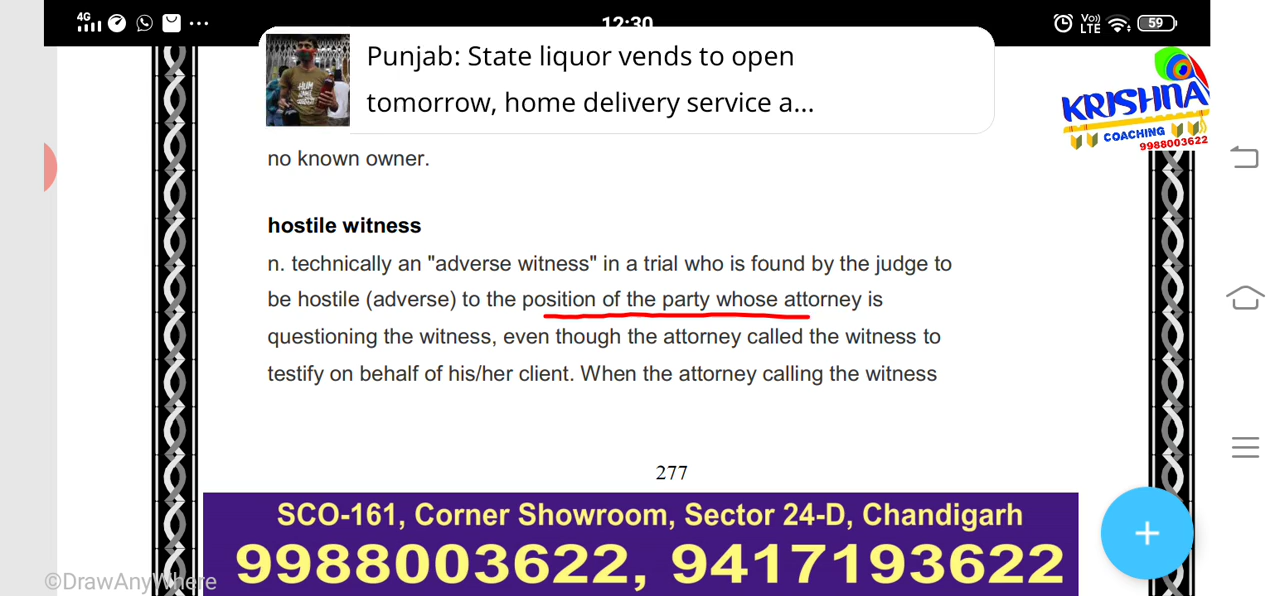 4G
12:30
Vo)
LTE
59
Punjab: State liquor vends to open
tomorrow, home delivery service a...
KRISHNA
COACHING
9988003622
no known owner.
hostile witness
n. technically an "adverse witness" in a trial who is found by the judge to
be hostile (adverse) to the position of the party whose attorney is
questioning the witness, even though the attorney called the witness to
testify on behalf of his/her client. When the attorney calling the witness
277
SCO-161, Corner Showroom, Sector 24-D, Chandigarh
9988003622, 9417193622
©DrawAnyWhere